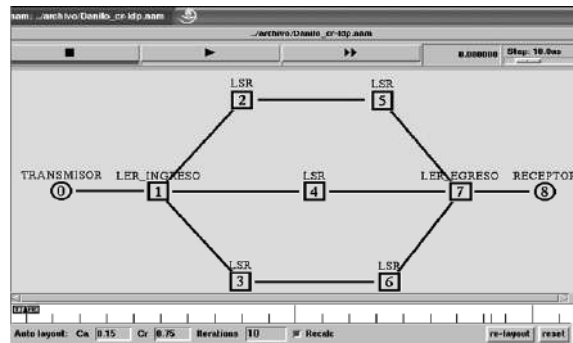 nam: ../archivo/Danilo_cr-ldp.nam
../archivo/Danilo_cr-ldp.nam
0.000000 Step: 10.0ms
LSR LSR
2 5
TRANSMISOR LER_INGRESO LSR LER_EGRESO RECEPTOR
0 1 4 7 8
LSR LSR
3 6
Auto layout: Ca 0.15 Cr 0.75 Iterations 10 Recalc re-layout reset